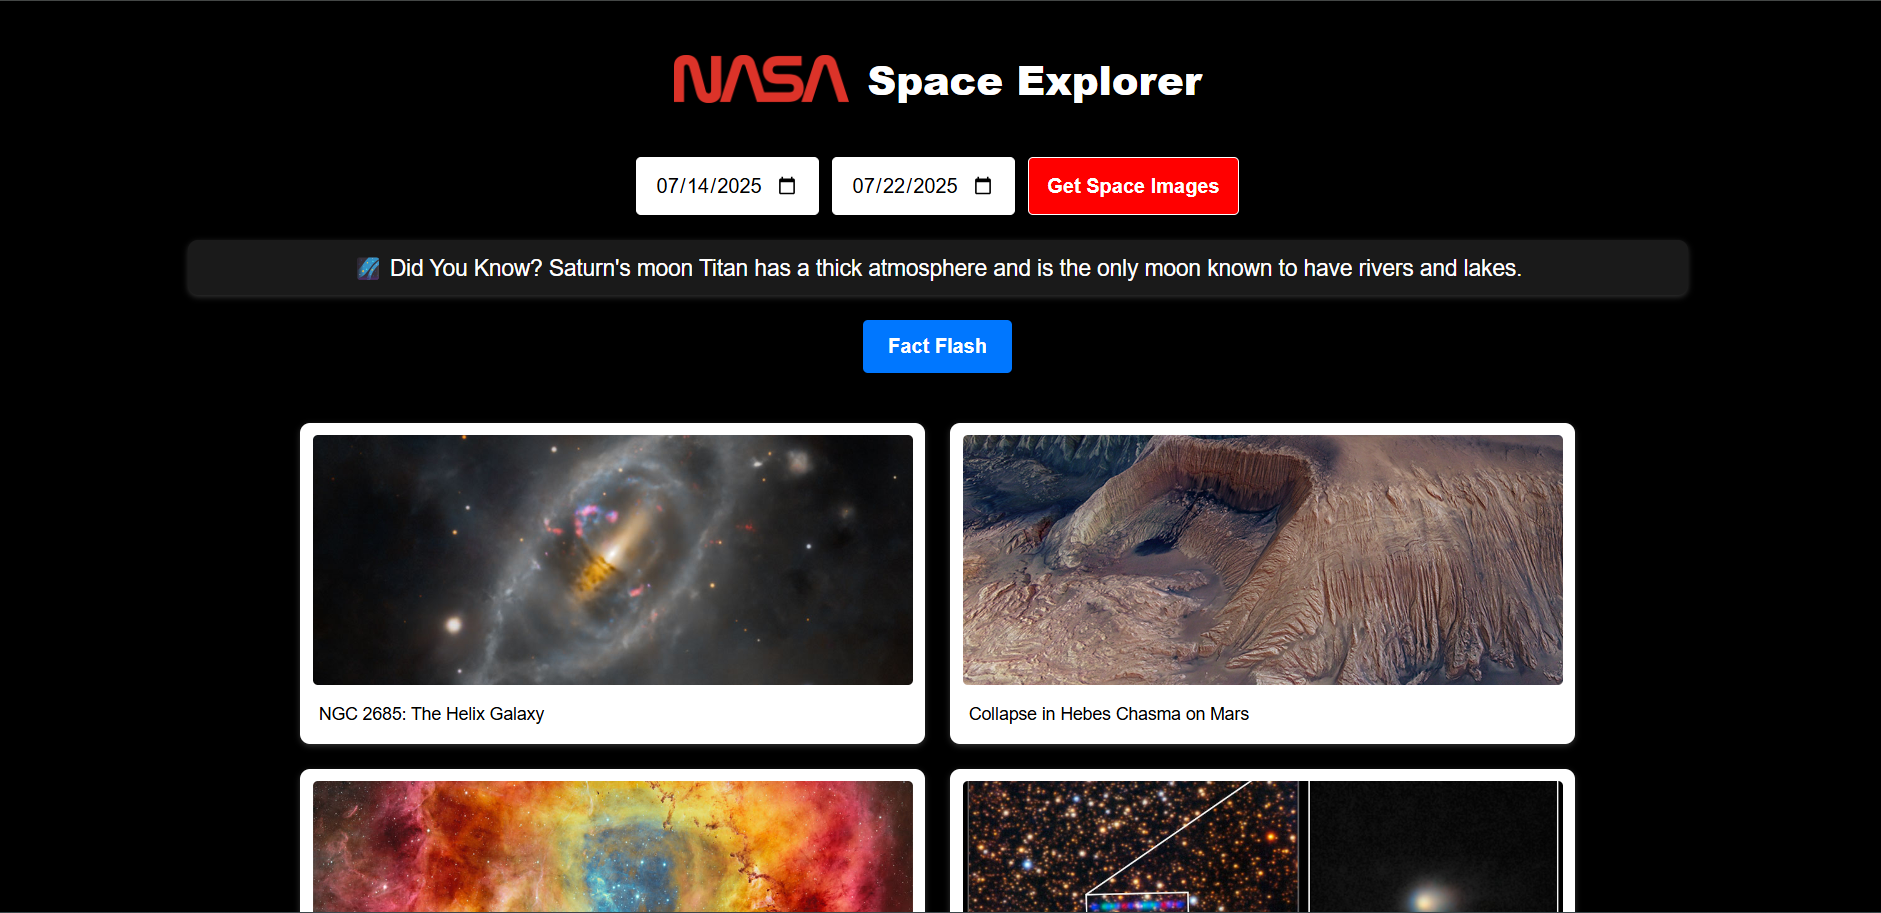 NASA Space Explorer
07/14/2025 07/22/2025 Get Space Images
Did You Know? Saturn's moon Titan has a thick atmosphere and is the only moon known to have rivers and lakes.
Fact Flash
NGC 2685: The Helix Galaxy
Collapse in Hebes Chasma on Mars